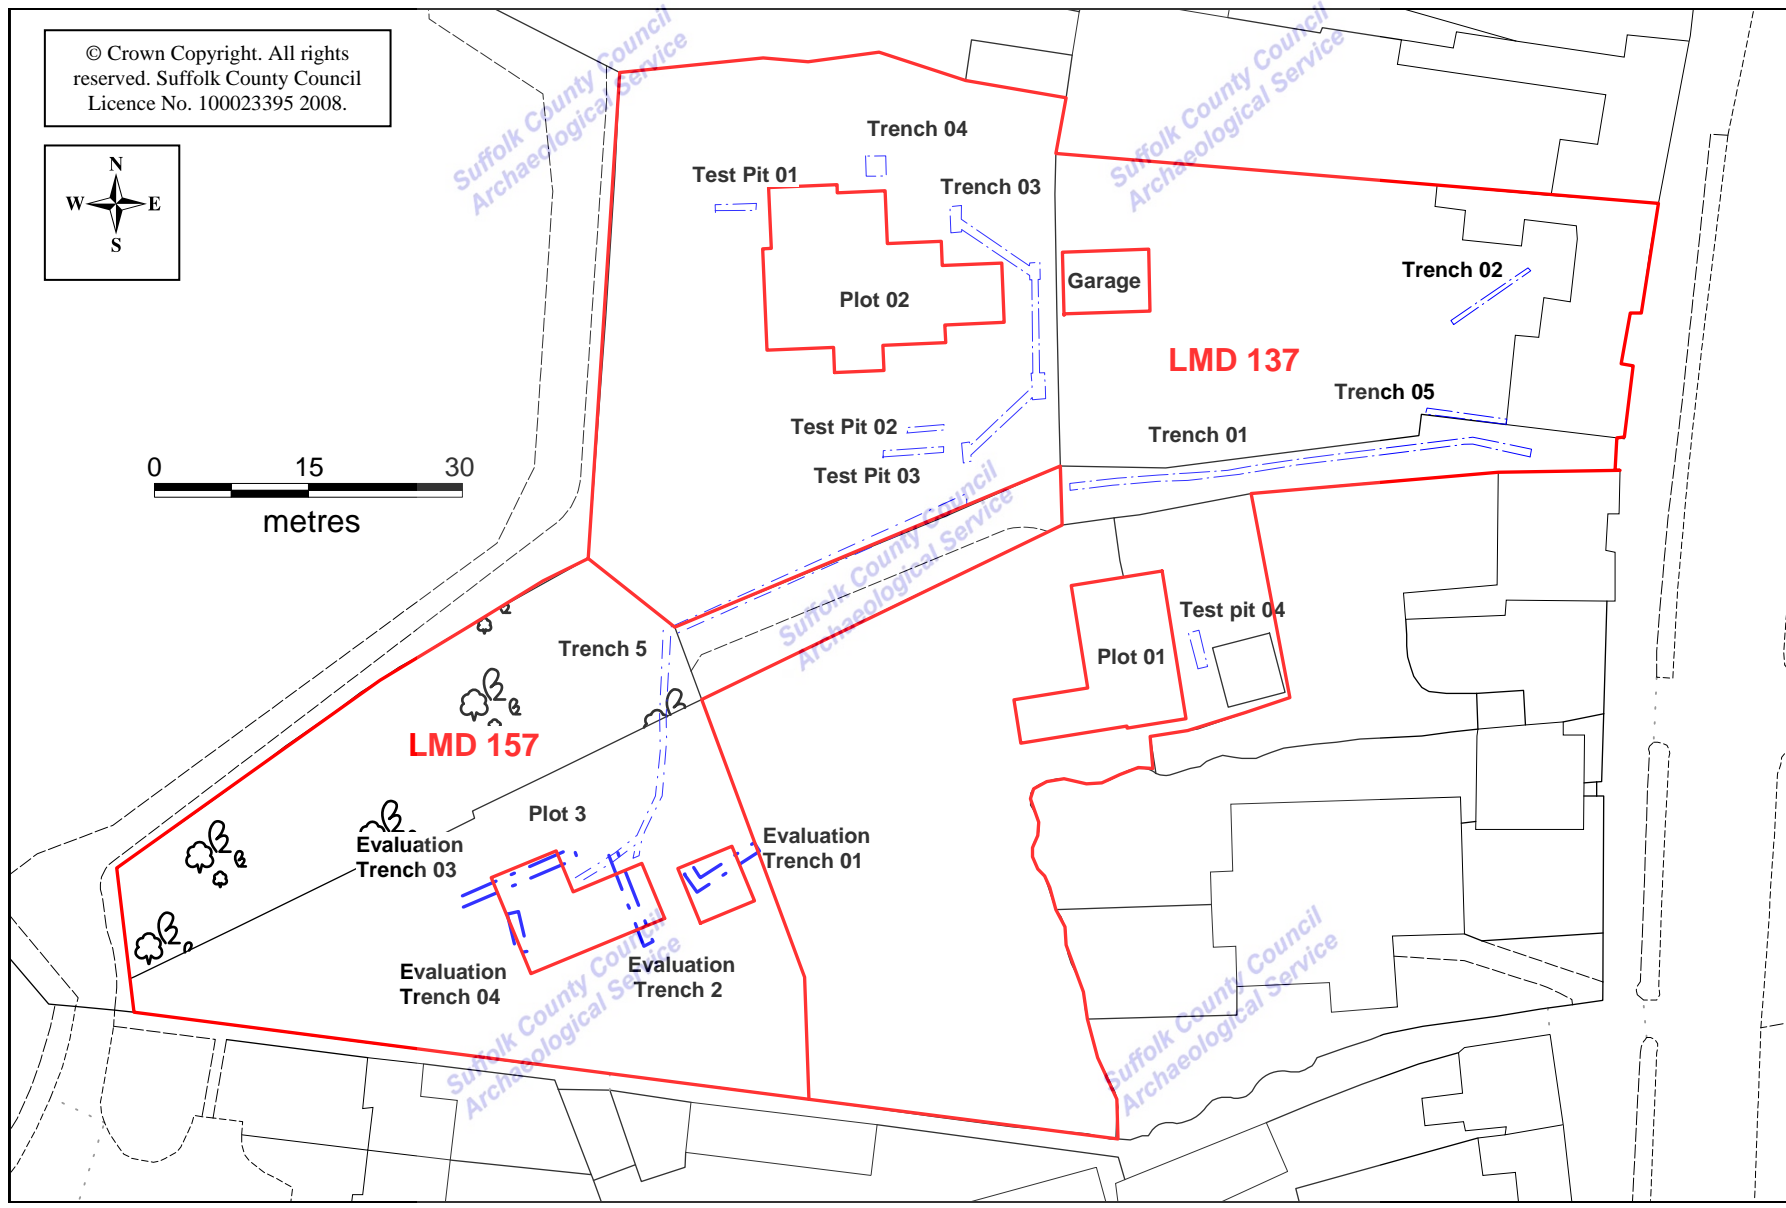 © Crown Copyright. All rights
reserved. Suffolk County Council
Licence No. 100023395 2008.
N
W E
S
0 15 30
metres
Suffolk County Council
Archaeological Service
Suffolk County Council
Archaeological Service
Trench 04
Test Pit 01
Trench 03
Plot 02
Garage
Trench 02
LMD 137
Trench 05
Test Pit 02
Trench 01
Test Pit 03
Suffolk County Council
Archaeological Service
Test pit 04
Trench 5
Plot 01
LMD 157
Plot 3
Evaluation
Trench 03
Evaluation
Trench 01
Evaluation
Trench 04
Evaluation
Trench 2
Suffolk County Council
Archaeological Service
Suffolk County Council
Archaeological Service